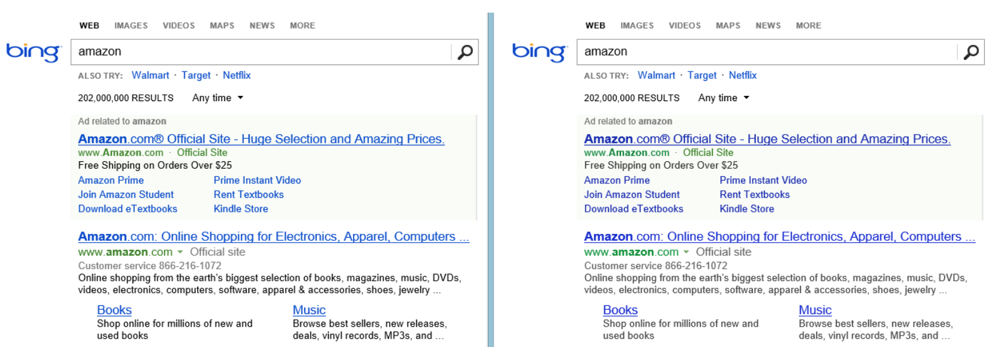 WEB IMAGES VIDEOS MAPS NEWS MORE
bing amazon
ALSO TRY: Walmart · Target · Netflix
202,000,000 RESULTS Any time
Ad related to amazon
Amazon.com® Official Site - Huge Selection and Amazing Prices.
www.Amazon.com · Official Site
Free Shipping on Orders Over $25
Amazon Prime Prime Instant Video
Join Amazon Student Rent Textbooks
Download eTextbooks Kindle Store
Amazon.com: Online Shopping for Electronics, Apparel, Computers ...
www.amazon.com Official site
Customer service 866-216-1072
Online shopping from the earth's biggest selection of books, magazines, music, DVDs,
videos, electronics, computers, software, apparel & accessories, shoes, jewelry ...
Books Music
Shop online for millions of new and Browse best sellers, new releases,
used books deals, vinyl records, MP3s, and ...
WEB IMAGES VIDEOS MAPS NEWS MORE
bing amazon
ALSO TRY: Walmart · Target · Netflix
202,000,000 RESULTS Any time
Ad related to amazon
Amazon.com® Official Site - Huge Selection and Amazing Prices.
www.Amazon.com · Official Site
Free Shipping on Orders Over $25
Amazon Prime Prime Instant Video
Join Amazon Student Rent Textbooks
Download eTextbooks Kindle Store
Amazon.com: Online Shopping for Electronics, Apparel, Computers ...
www.amazon.com Official site
Customer service 866-216-1072
Online shopping from the earth's biggest selection of books, magazines, music, DVDs,
videos, electronics, computers, software, apparel & accessories, shoes, jewelry ...
Books Music
Shop online for millions of new and Browse best sellers, new releases,
used books deals, vinyl records, MP3s, and ...